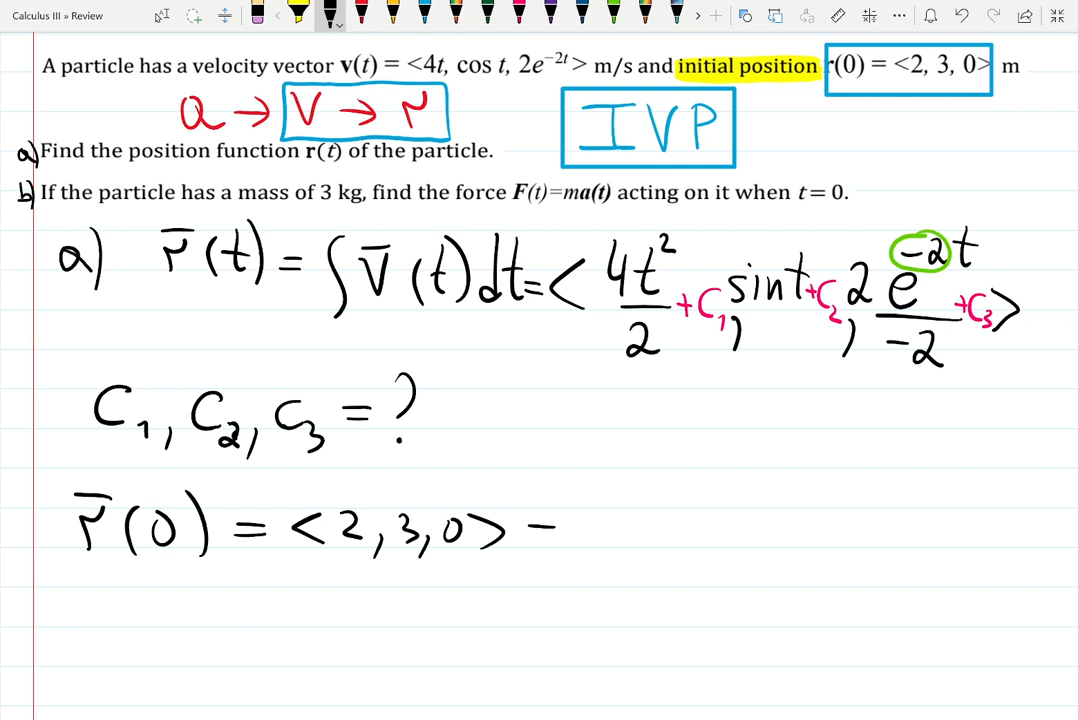 Calculus III » Review
A particle has a velocity vector v(t) = <4t, cos t, 2e⁻²ᵗ> m/s and initial position r(0) = <2, 3, 0> m
a → v → r
IVP
a) Find the position function r(t) of the particle.
b) If the particle has a mass of 3 kg, find the force F(t)=ma(t) acting on it when t = 0.
a) r̄(t) = ∫ v̄(t)dt = < 4t²/2 +C₁, sint +C₂, 2e⁻²ᵗ/-2 +C₃ >
C₁, C₂, C₃ = ?
r̄(0) = <2, 3, 0> -